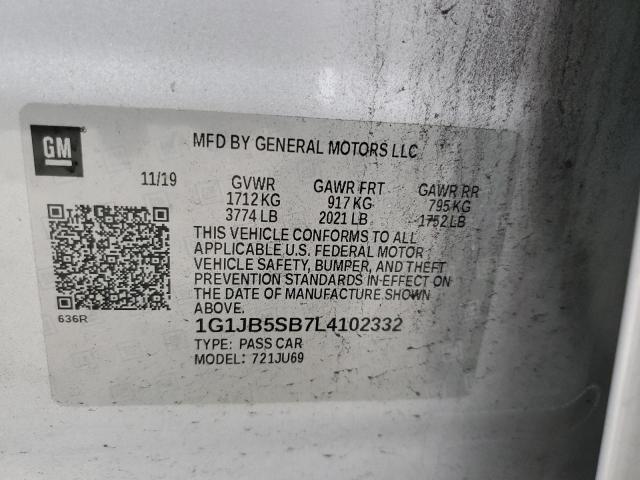 GM
MFD BY GENERAL MOTORS LLC
11/19 GVWR GAWR FRT GAWR RR
1712 KG 917 KG 795 KG
3774 LB 2021 LB 1752 LB
THIS VEHICLE CONFORMS TO ALL
APPLICABLE U.S. FEDERAL MOTOR
VEHICLE SAFETY, BUMPER, AND THEFT
PREVENTION STANDARDS IN EFFECT ON
THE DATE OF MANUFACTURE SHOWN
ABOVE.
636R
1G1JB5SB7L4102332
TYPE: PASS CAR
MODEL: 721JU69